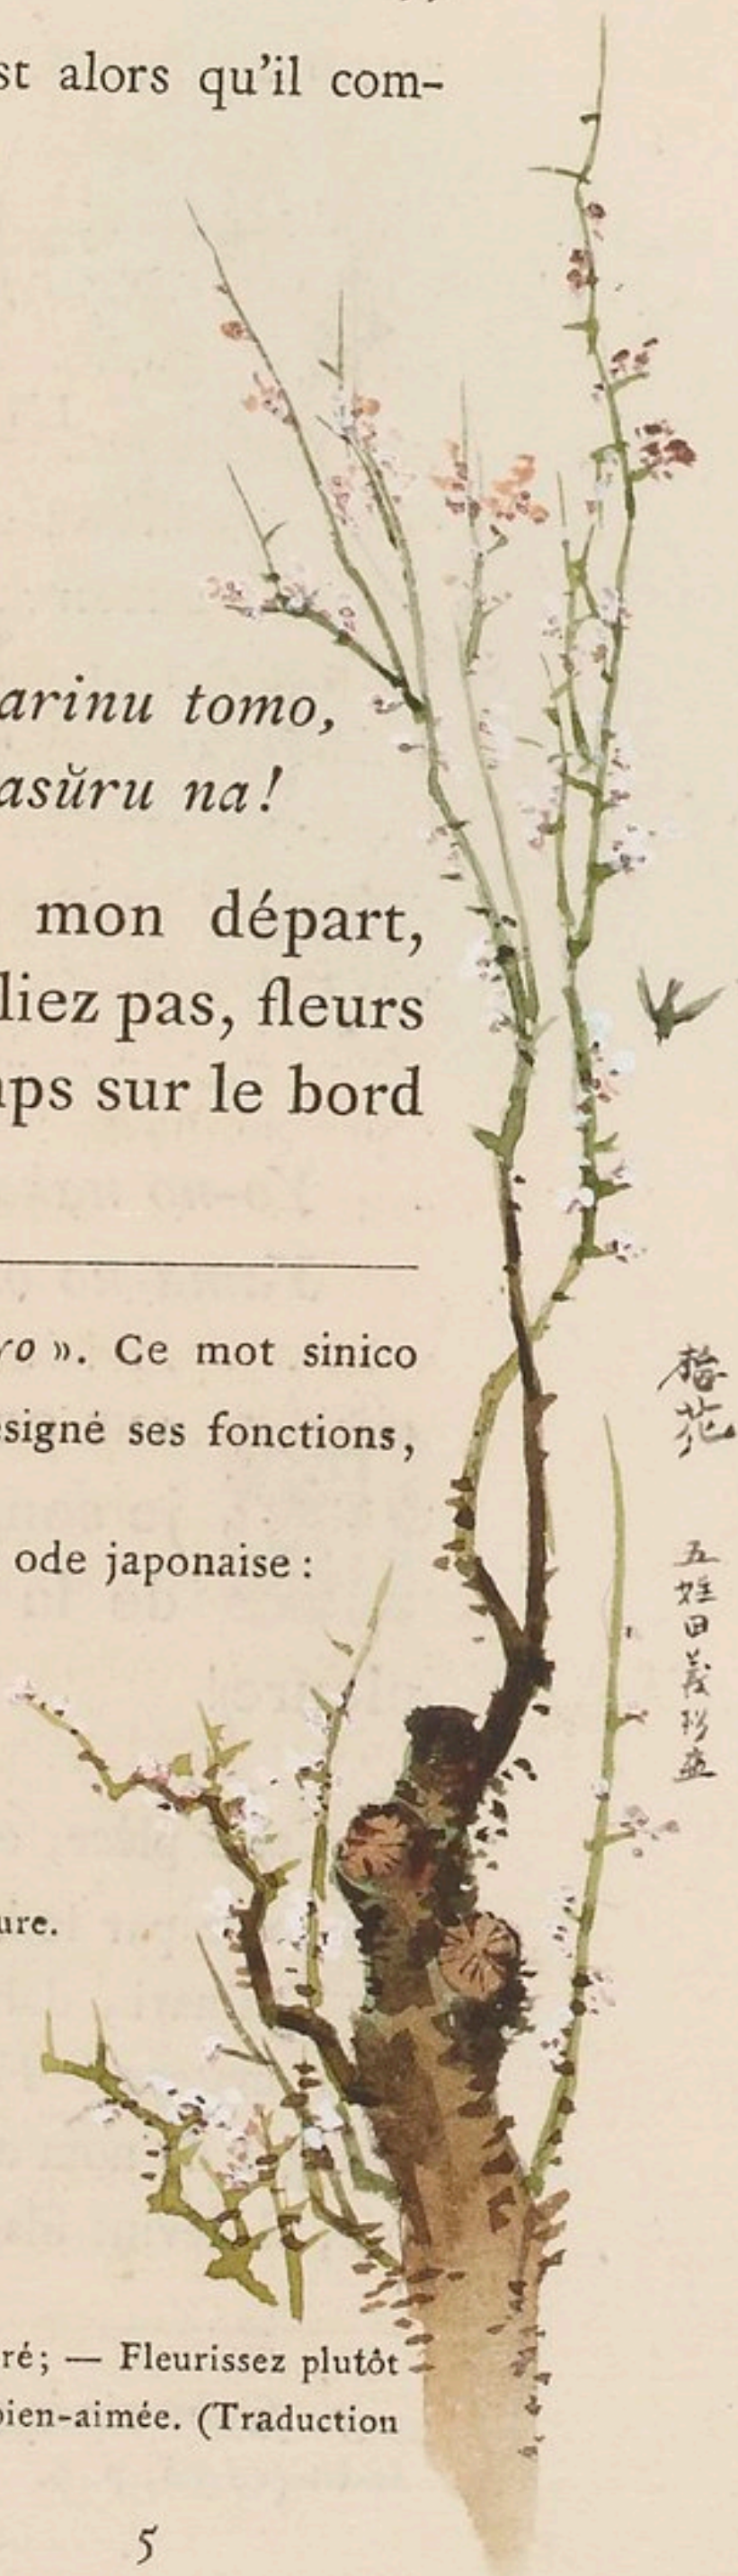 st alors qu'il com-
arinu tomo,
asŭru na!
mon départ,
liez pas, fleurs
ps sur le bord
ro ». Ce mot sinico
signé ses fonctions,
ode japonaise :
ure.
ré; — Fleurissez plutôt
bien-aimée. (Traduction
5
梅花
五姓田義松画